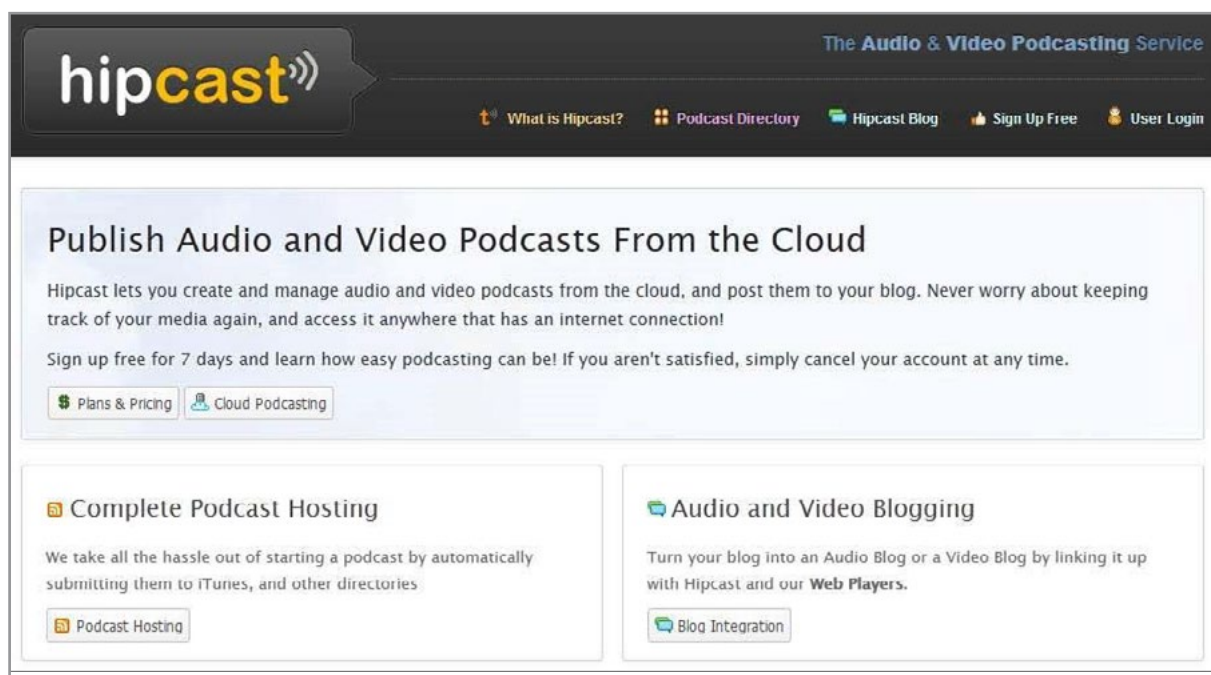 hipcast
The Audio & Video Podcasting Service
What is Hipcast?
Podcast Directory
Hipcast Blog
Sign Up Free
User Login
Publish Audio and Video Podcasts From the Cloud
Hipcast lets you create and manage audio and video podcasts from the cloud, and post them to your blog. Never worry about keeping
track of your media again, and access it anywhere that has an internet connection!
Sign up free for 7 days and learn how easy podcasting can be! If you aren't satisfied, simply cancel your account at any time.
$ Plans & Pricing
Cloud Podcasting
Complete Podcast Hosting
We take all the hassle out of starting a podcast by automatically
submitting them to iTunes, and other directories
Podcast Hosting
Audio and Video Blogging
Turn your blog into an Audio Blog or a Video Blog by linking it up
with Hipcast and our Web Players.
Blog Integration